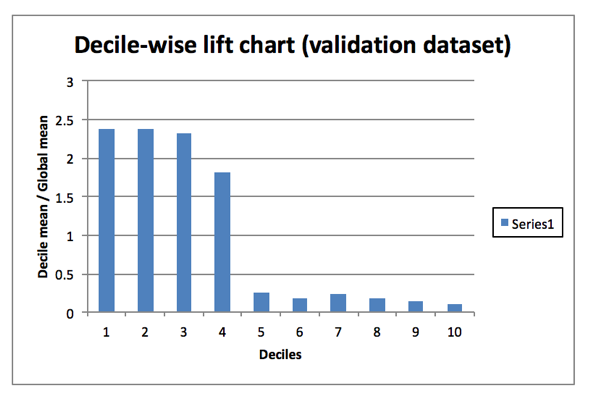 Decile-wise lift chart (validation dataset)
3
2.5
2
1.5
1
0.5
0
Decile mean / Global mean
1 2 3 4 5 6 7 8 9 10
Deciles
Series1